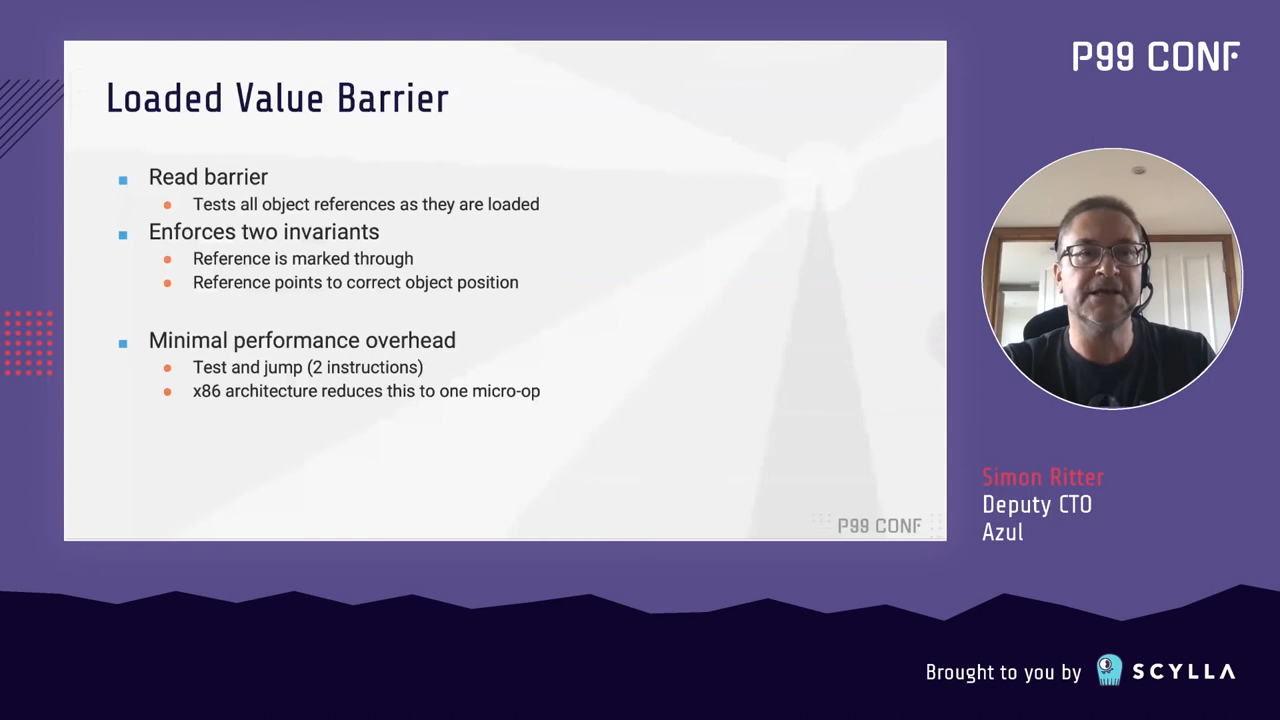 P99 CONF
Loaded Value Barrier
Read barrier
Tests all object references as they are loaded
Enforces two invariants
Reference is marked through
Reference points to correct object position
Minimal performance overhead
Test and jump (2 instructions)
x86 architecture reduces this to one micro-op
P99 CONF
Simon Ritter
Deputy CTO
Azul
Brought to you by SCYLLA